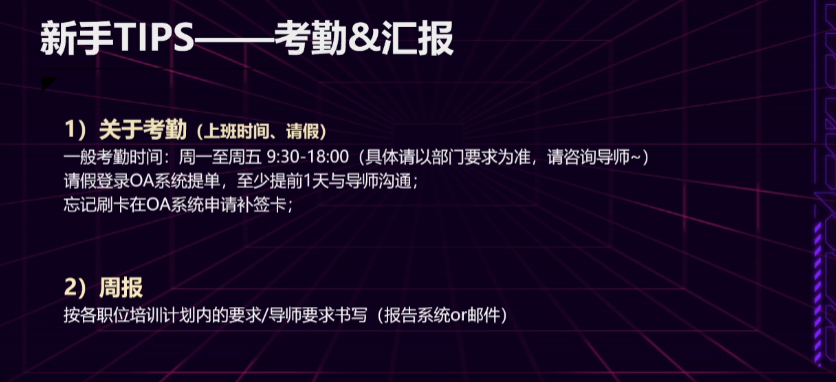 新手TIPS——考勤&汇报
1）关于考勤（上班时间、请假）
一般考勤时间：周一至周五 9:30-18:00（具体请以部门要求为准，请咨询导师~）
请假登录OA系统提单，至少提前1天与导师沟通；
忘记刷卡在OA系统申请补签卡；
2）周报
按各职位培训计划内的要求/导师要求书写（报告系统or邮件）